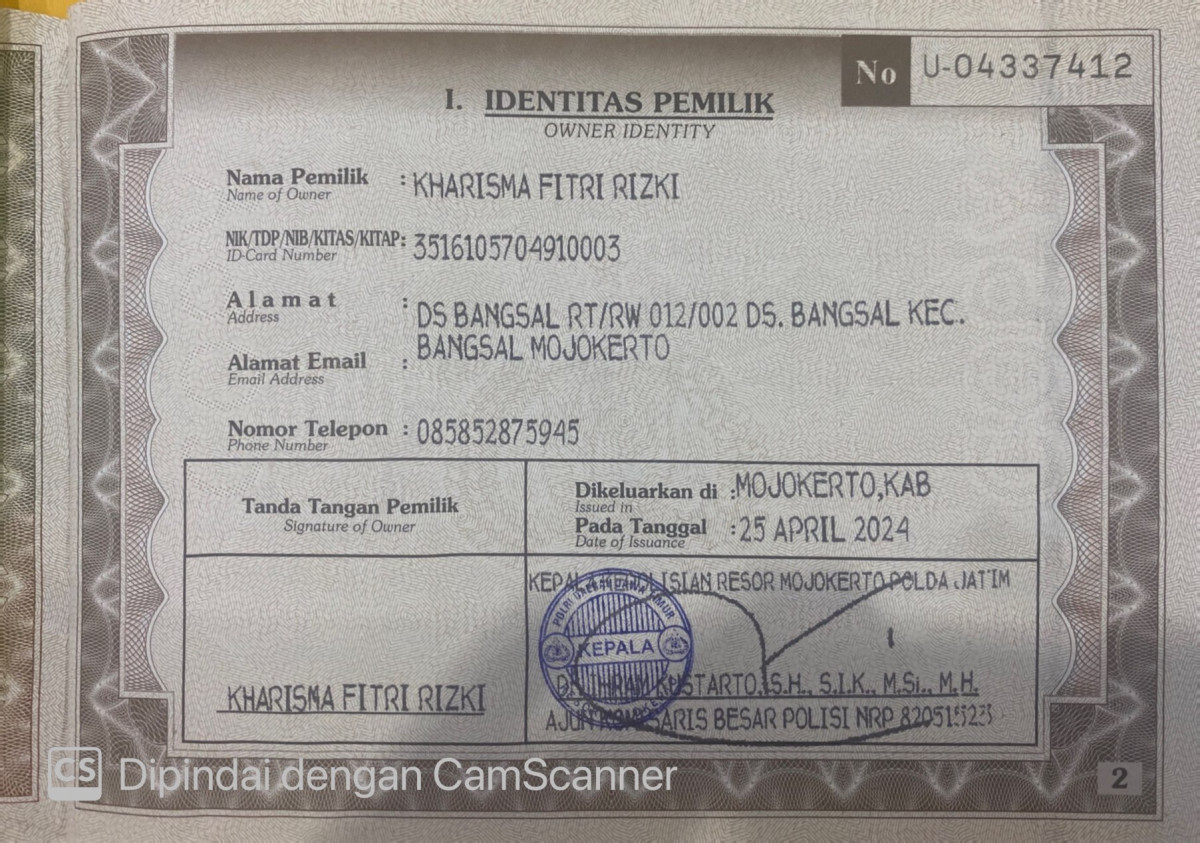 No U-04337412
I. IDENTITAS PEMILIK
OWNER IDENTITY
Nama Pemilik : KHARISMA FITRI RIZKI
Name of Owner
NIK/TDP/NIB/KITAS/KITAP: 3516105704910003
ID-Card Number
Alamat : DS BANGSAL RT/RW 012/002 DS. BANGSAL KEC.
Address
BANGSAL MOJOKERTO
Alamat Email :
Email Address
Nomor Telepon : 085852875945
Phone Number
Tanda Tangan Pemilik
Signature of Owner
Dikeluarkan di : MOJOKERTO,KAB
Issued in
Pada Tanggal : 25 APRIL 2024
Date of Issuance
RESOR MOJOKERTO POLDA JATIM
KEPALA
S.H., S.I.K., M.Si., M.H.
BESAR POLISI NRP
KHARISMA FITRI RIZKI
CS Dipindai dengan CamScanner
2